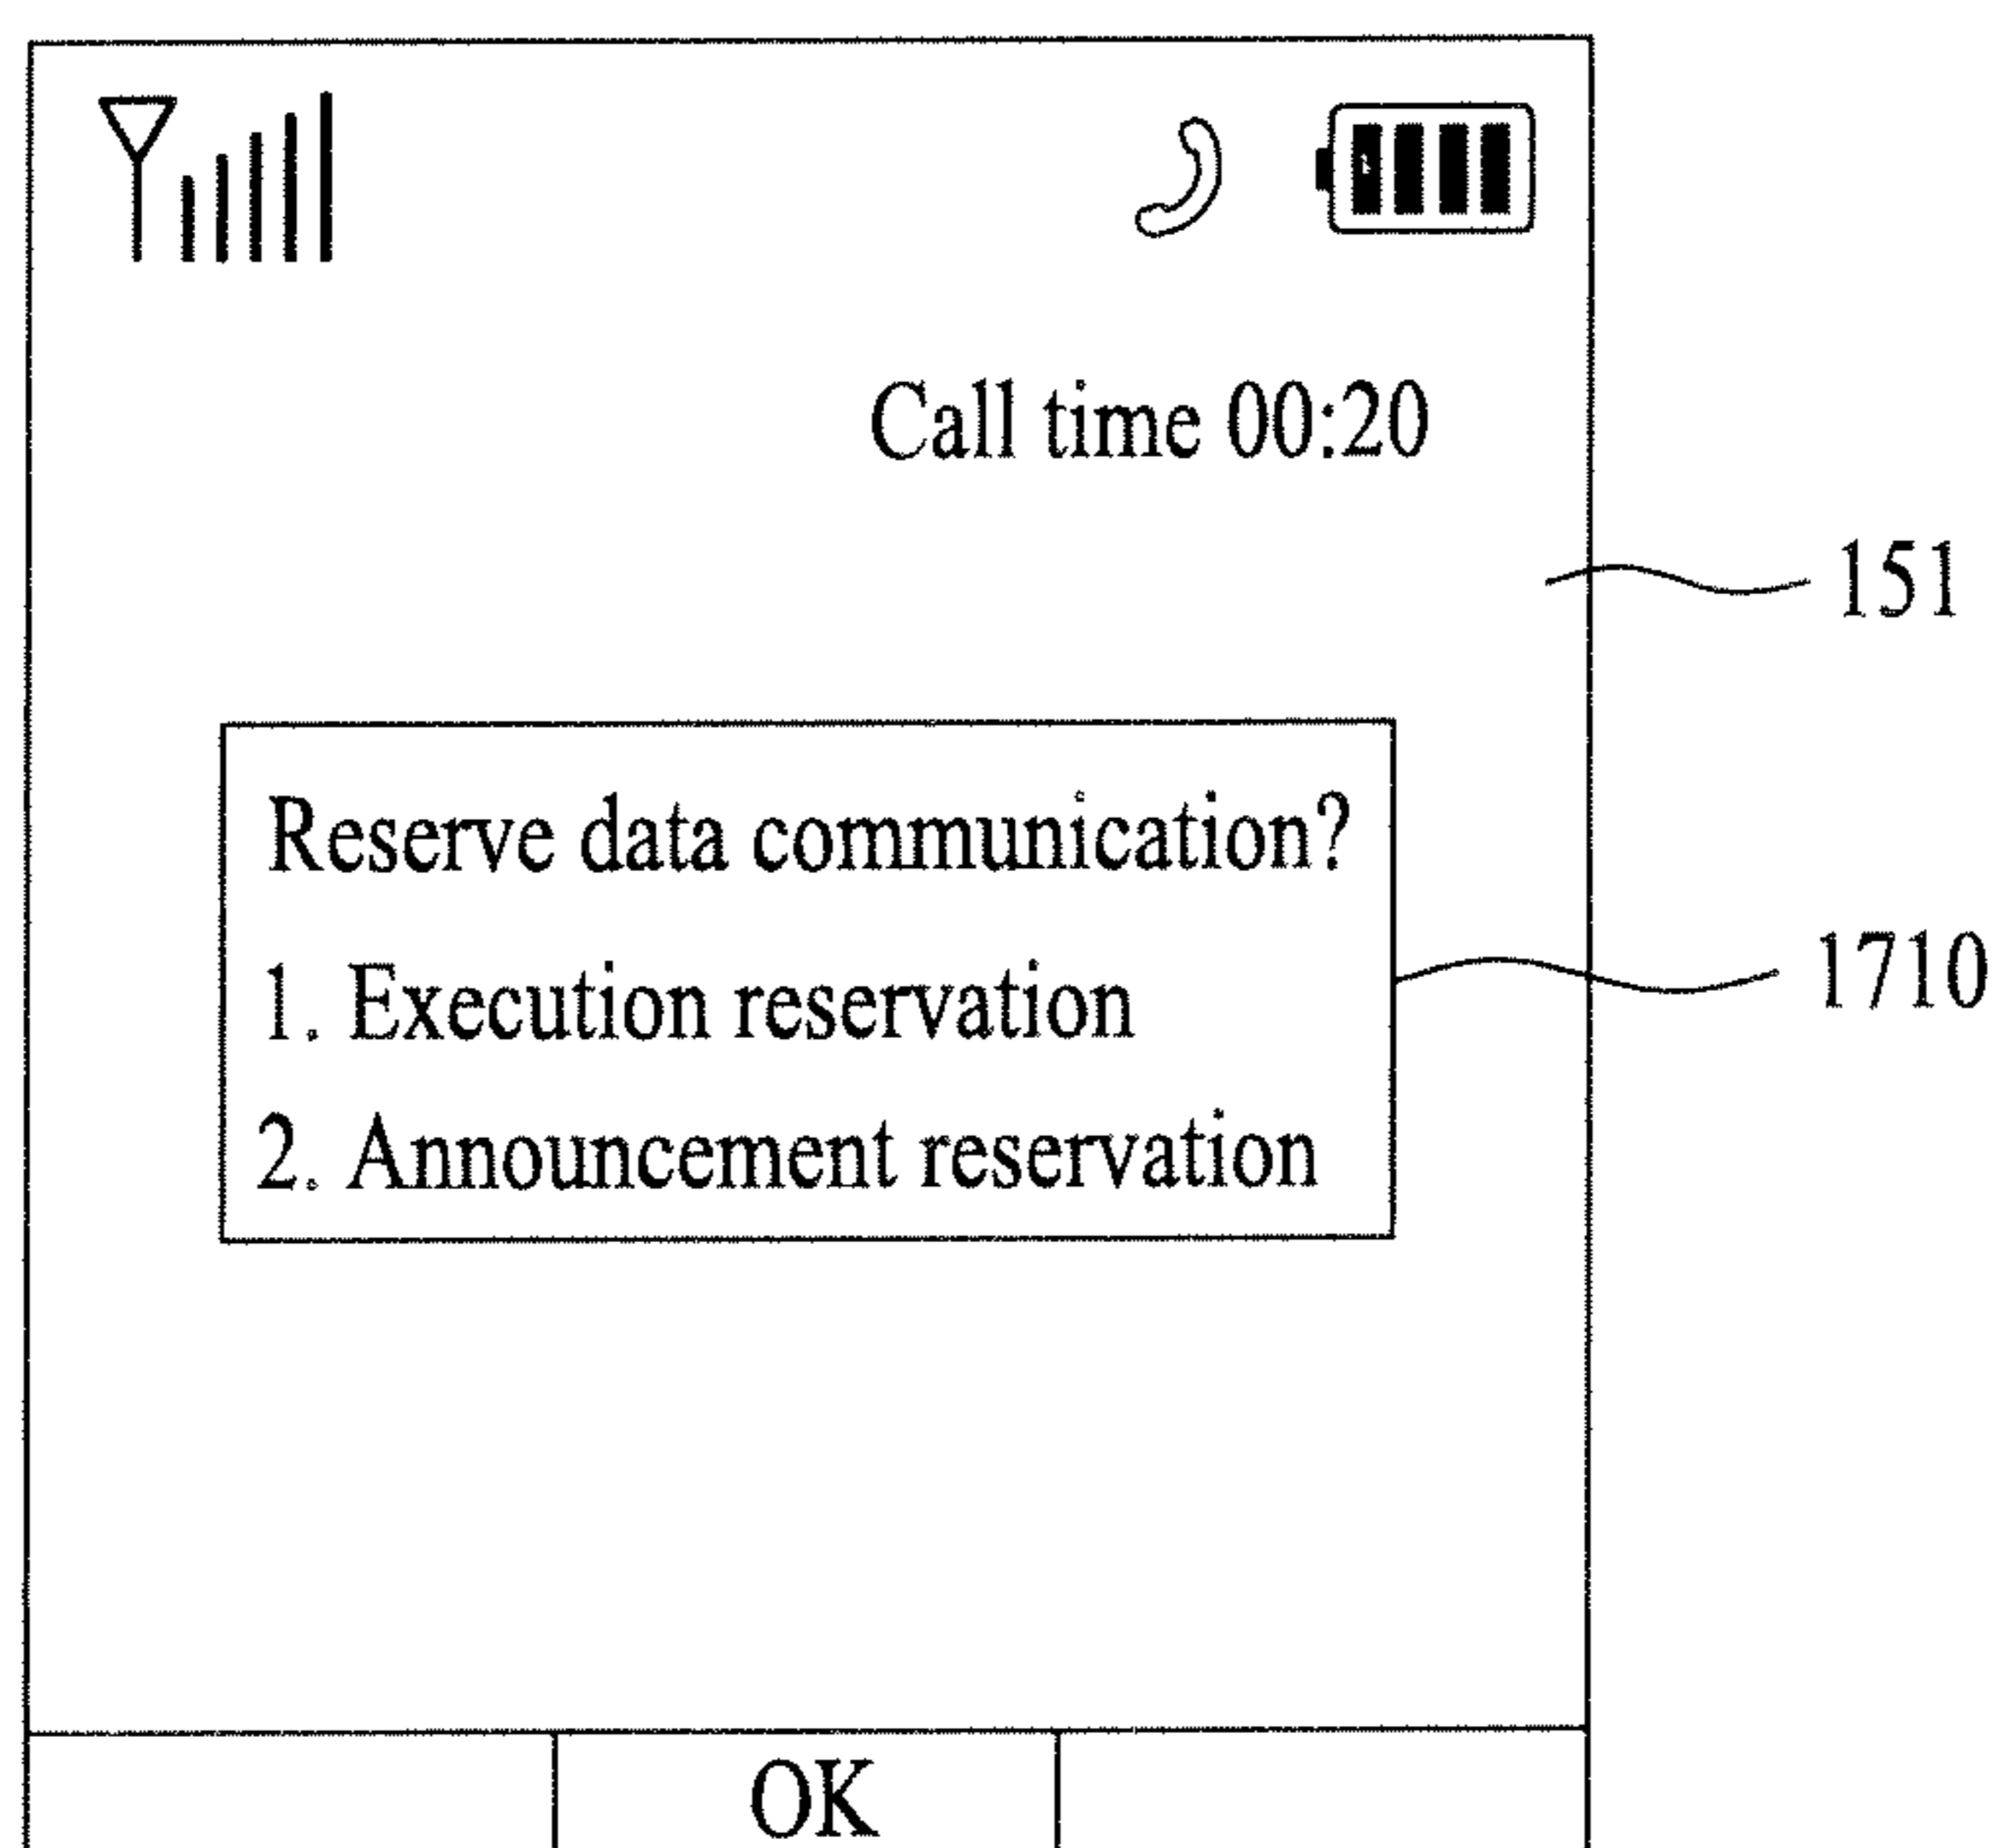 Call time 00:20
151
Reserve data communication?
1. Execution reservation
1710
2. Announcement reservation
OK